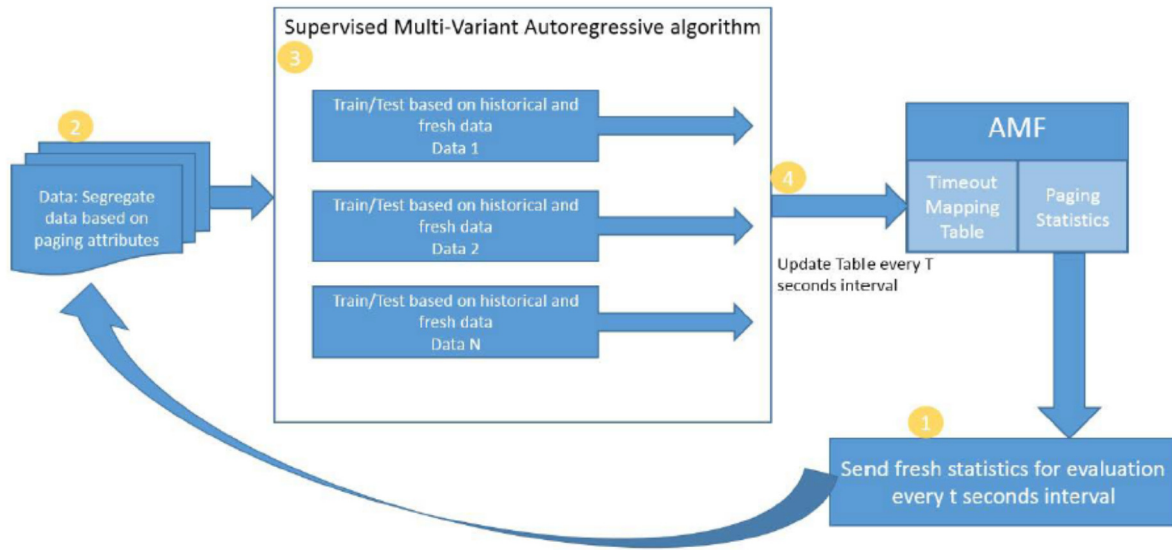 Supervised Multi-Variant Autoregressive algorithm
3
2
Data: Segregate
data based on
paging attributes
Train/Test based on historical and
fresh data
Data 1
Train/Test based on historical and
fresh data
Data 2
Train/Test based on historical and
fresh data
Data N
4
Update Table every T
seconds interval
AMF
Timeout
Mapping
Table
Paging
Statistics
1
Send fresh statistics for evaluation
every t seconds interval